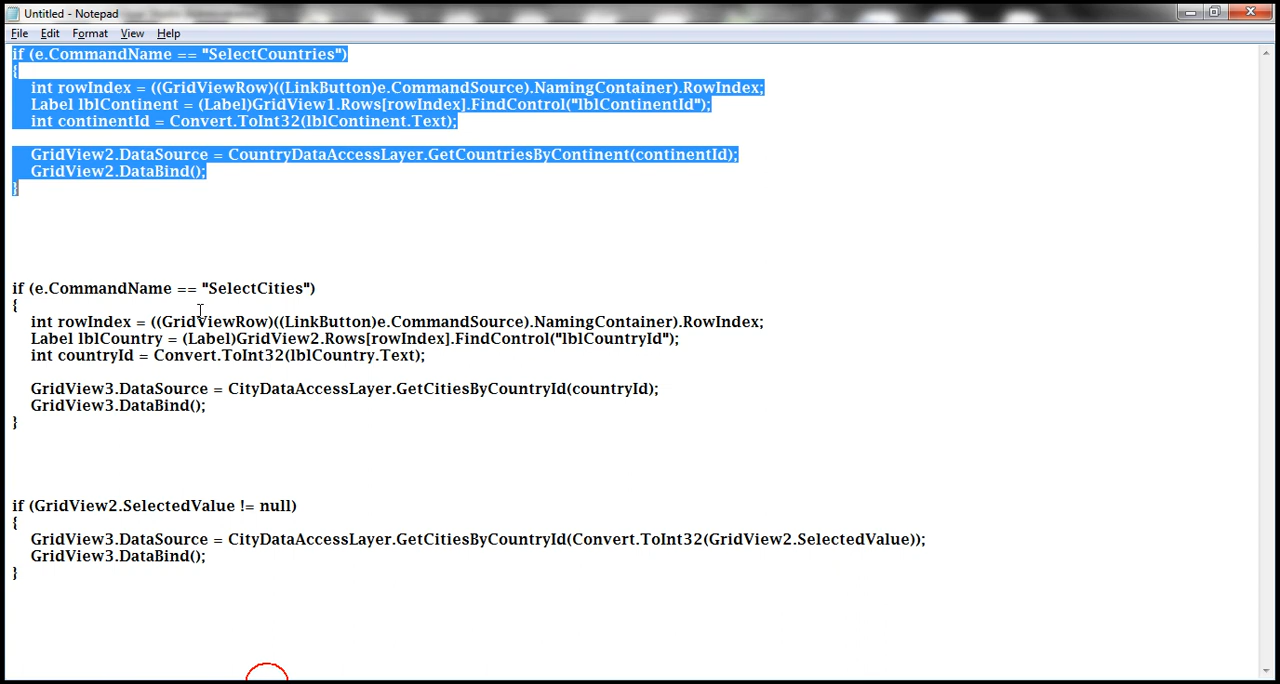 Untitled - Notepad
File Edit Format View Help
if (e.CommandName == "SelectCountries")
{
int rowIndex = ((GridViewRow)((LinkButton)e.CommandSource).NamingContainer).RowIndex;
Label lblContinent = (Label)GridView1.Rows[rowIndex].FindControl("lblContinentId");
int continentId = Convert.ToInt32(lblContinent.Text);
GridView2.DataSource = CountryDataAccessLayer.GetCountriesByContinent(continentId);
GridView2.DataBind();
}
if (e.CommandName == "SelectCities")
{
int rowIndex = ((GridViewRow)((LinkButton)e.CommandSource).NamingContainer).RowIndex;
Label lblCountry = (Label)GridView2.Rows[rowIndex].FindControl("lblCountryId");
int countryId = Convert.ToInt32(lblCountry.Text);
GridView3.DataSource = CityDataAccessLayer.GetCitiesByCountryId(countryId);
GridView3.DataBind();
}
if (GridView2.SelectedValue != null)
{
GridView3.DataSource = CityDataAccessLayer.GetCitiesByCountryId(Convert.ToInt32(GridView2.SelectedValue));
GridView3.DataBind();
}